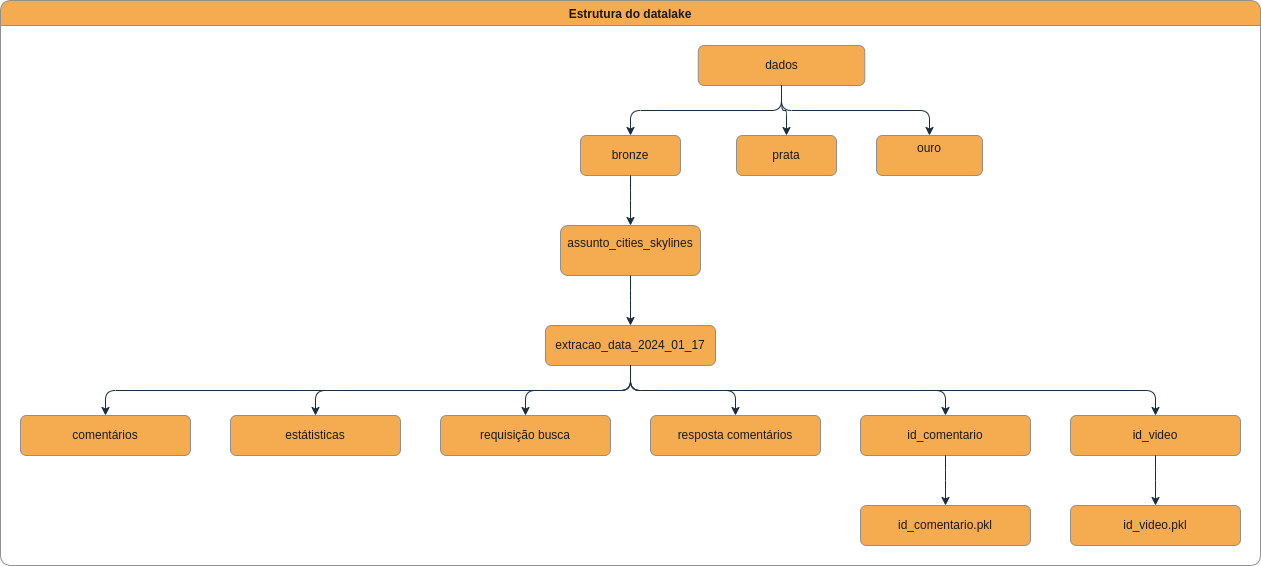 Estrutura do datalake
dados
bronze
prata
ouro
assunto_cities_skylines
extracao_data_2024_01_17
comentários
estátisticas
requisição busca
resposta comentários
id_comentario
id_video
id_comentario.pkl
id_video.pkl